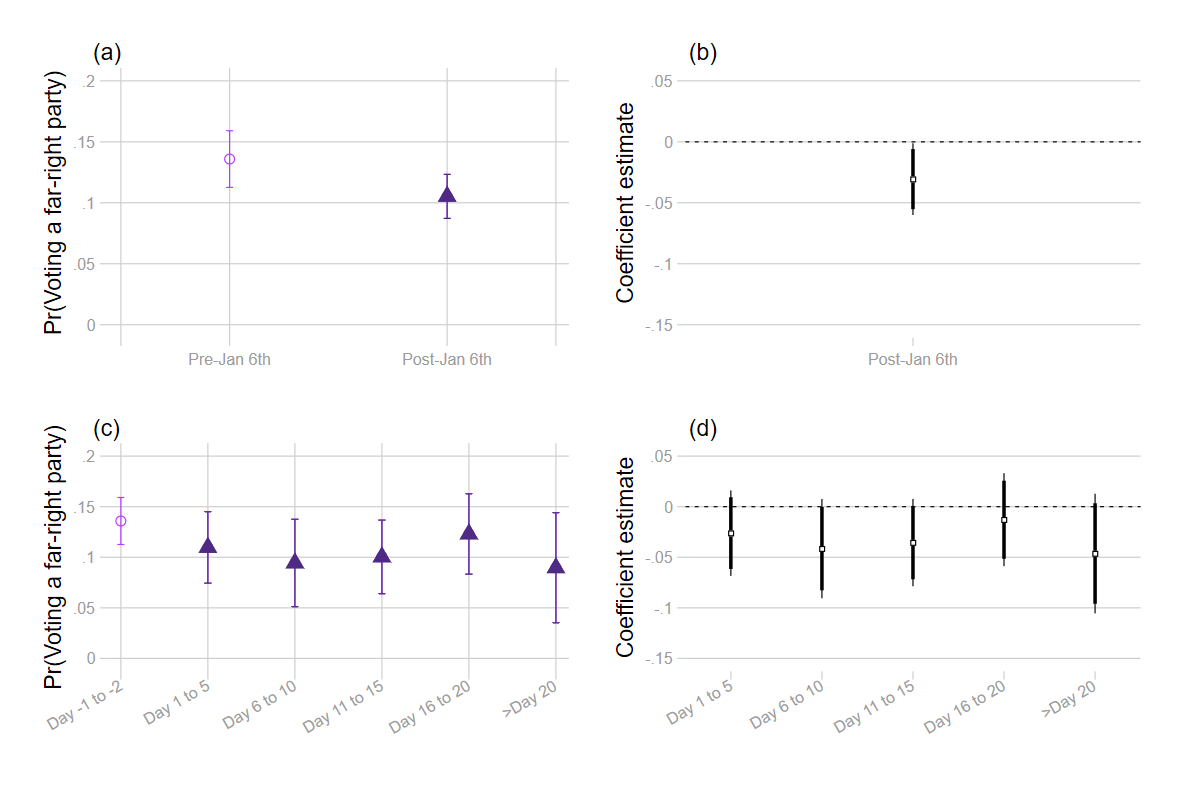 (a)
Pr(Voting a far-right party)
.2
.15
.1
.05
0
Pre-Jan 6th
Post-Jan 6th
(b)
Coefficient estimate
.05
0
-.05
-.1
-.15
Post-Jan 6th
(c)
Pr(Voting a far-right party)
.2
.15
.1
.05
0
Day -1 to -2
Day 1 to 5
Day 6 to 10
Day 11 to 15
Day 16 to 20
>Day 20
(d)
Coefficient estimate
.05
0
-.05
-.1
-.15
Day 1 to 5
Day 6 to 10
Day 11 to 15
Day 16 to 20
>Day 20